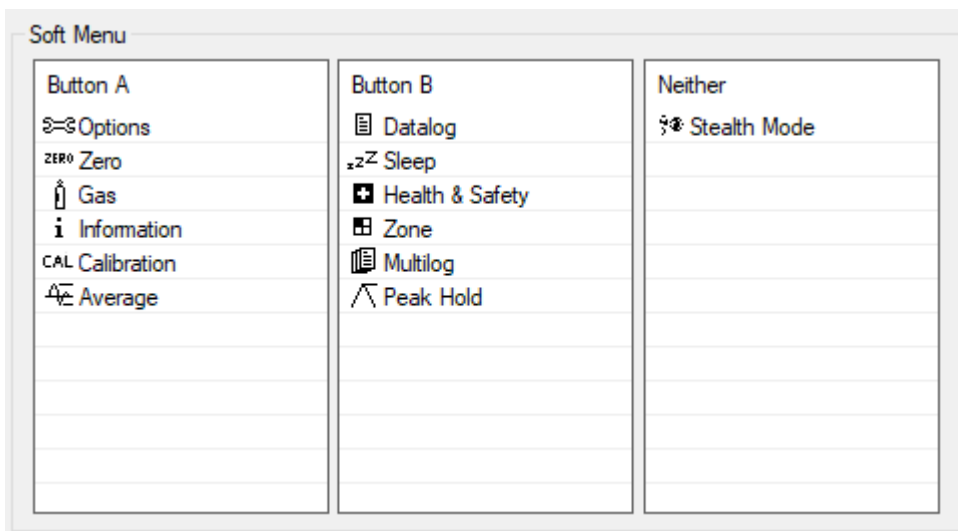 Soft Menu
Button A
Options
ZERO Zero
Gas
i Information
CAL Calibration
Average
Button B
Datalog
zzZ Sleep
Health & Safety
Zone
Multilog
Peak Hold
Neither
Stealth Mode